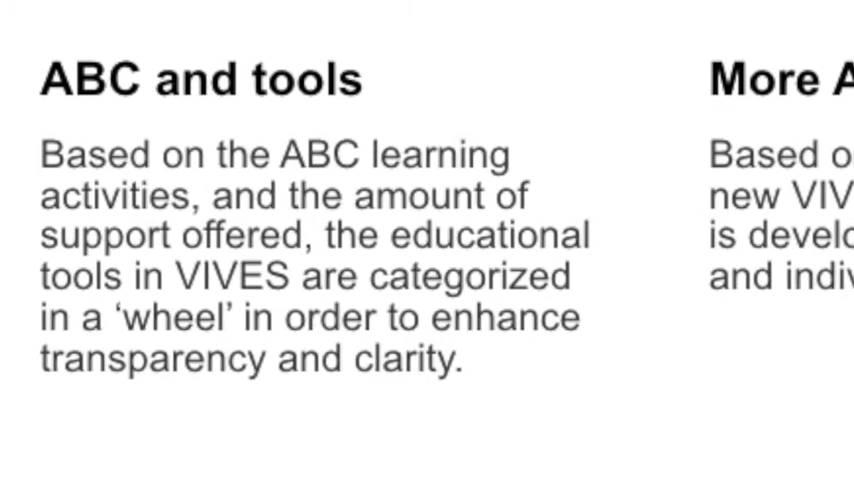 ABC and tools
Based on the ABC learning
activities, and the amount of
support offered, the educational
tools in VIVES are categorized
in a ‘wheel’ in order to enhance
transparency and clarity.
More
Based
new
is
and